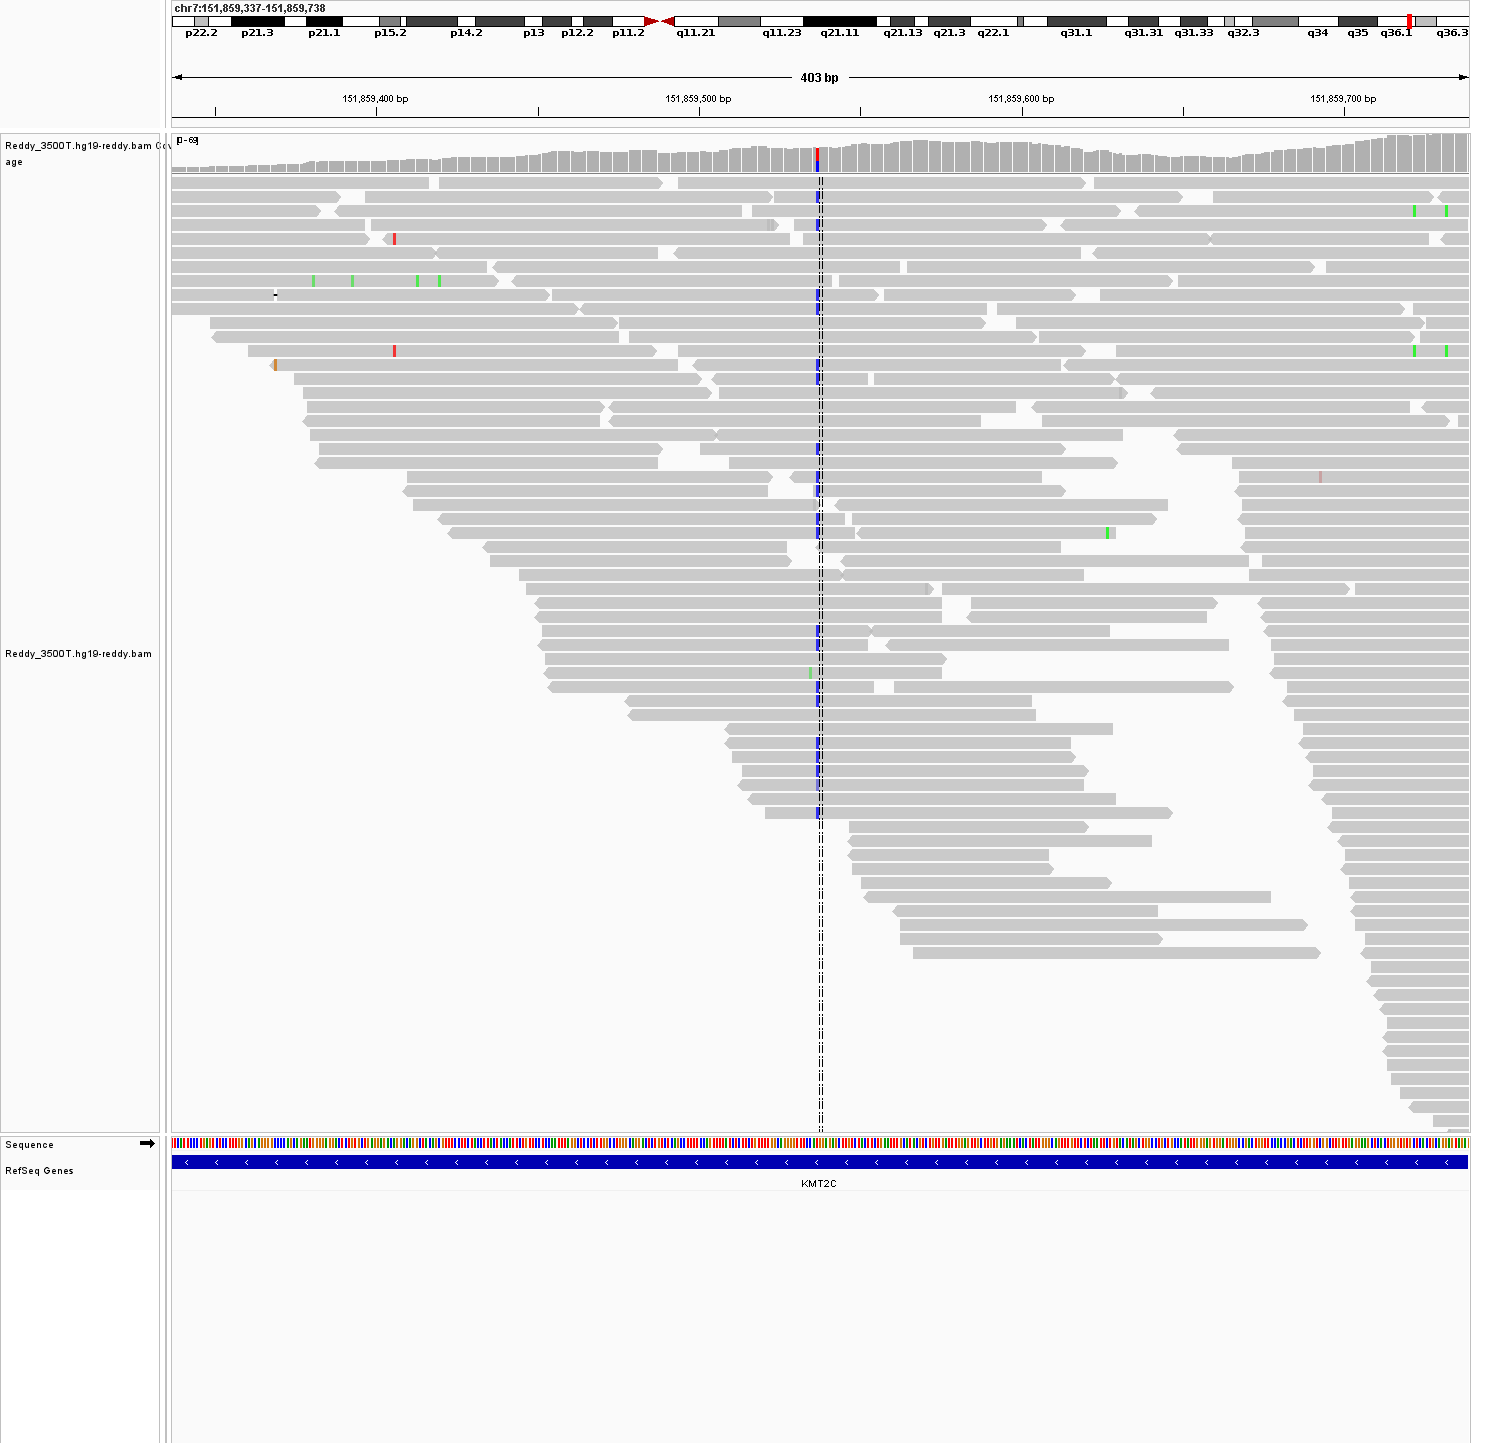 chr7:151,859,337-151,859,738
p22.2 p21.3 p21.1 p15.2 p14.2 p13 p12.2 p11.2 q11.21 q11.23 q21.11 q21.13 q21.3 q22.1 q31.1 q31.31 q31.33 q32.3 q34 q35 q36.1 q36.3
403 bp
151,859,400 bp 151,859,500 bp 151,859,600 bp 151,859,700 bp
[0-69]
Reddy_3500T.hg19-reddy.bam Cov
age
Reddy_3500T.hg19-reddy.bam
Sequence
RefSeq Genes
KMT2C